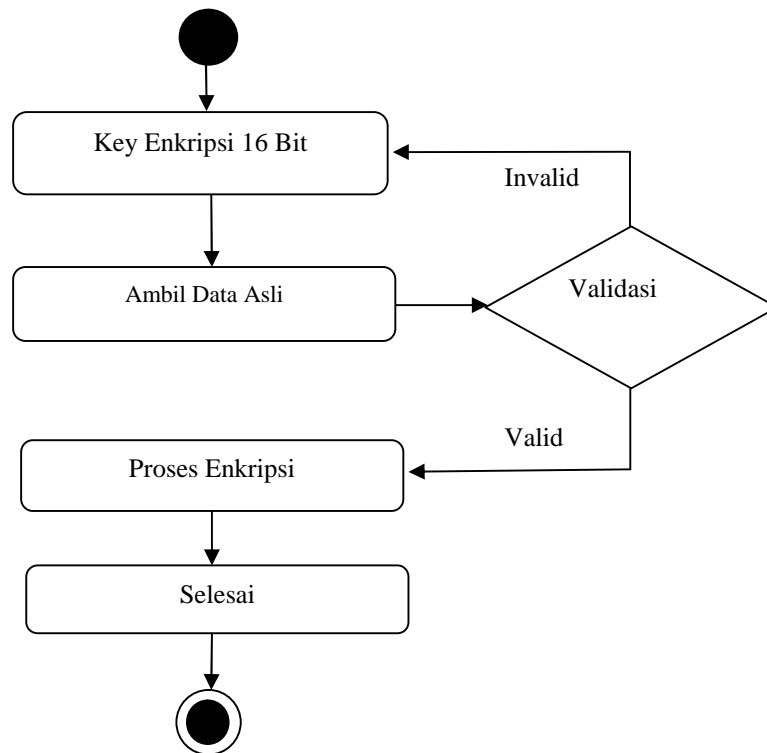 Key Enkripsi 16 Bit
Invalid
Ambil Data Asli
Validasi
Valid
Proses Enkripsi
Selesai